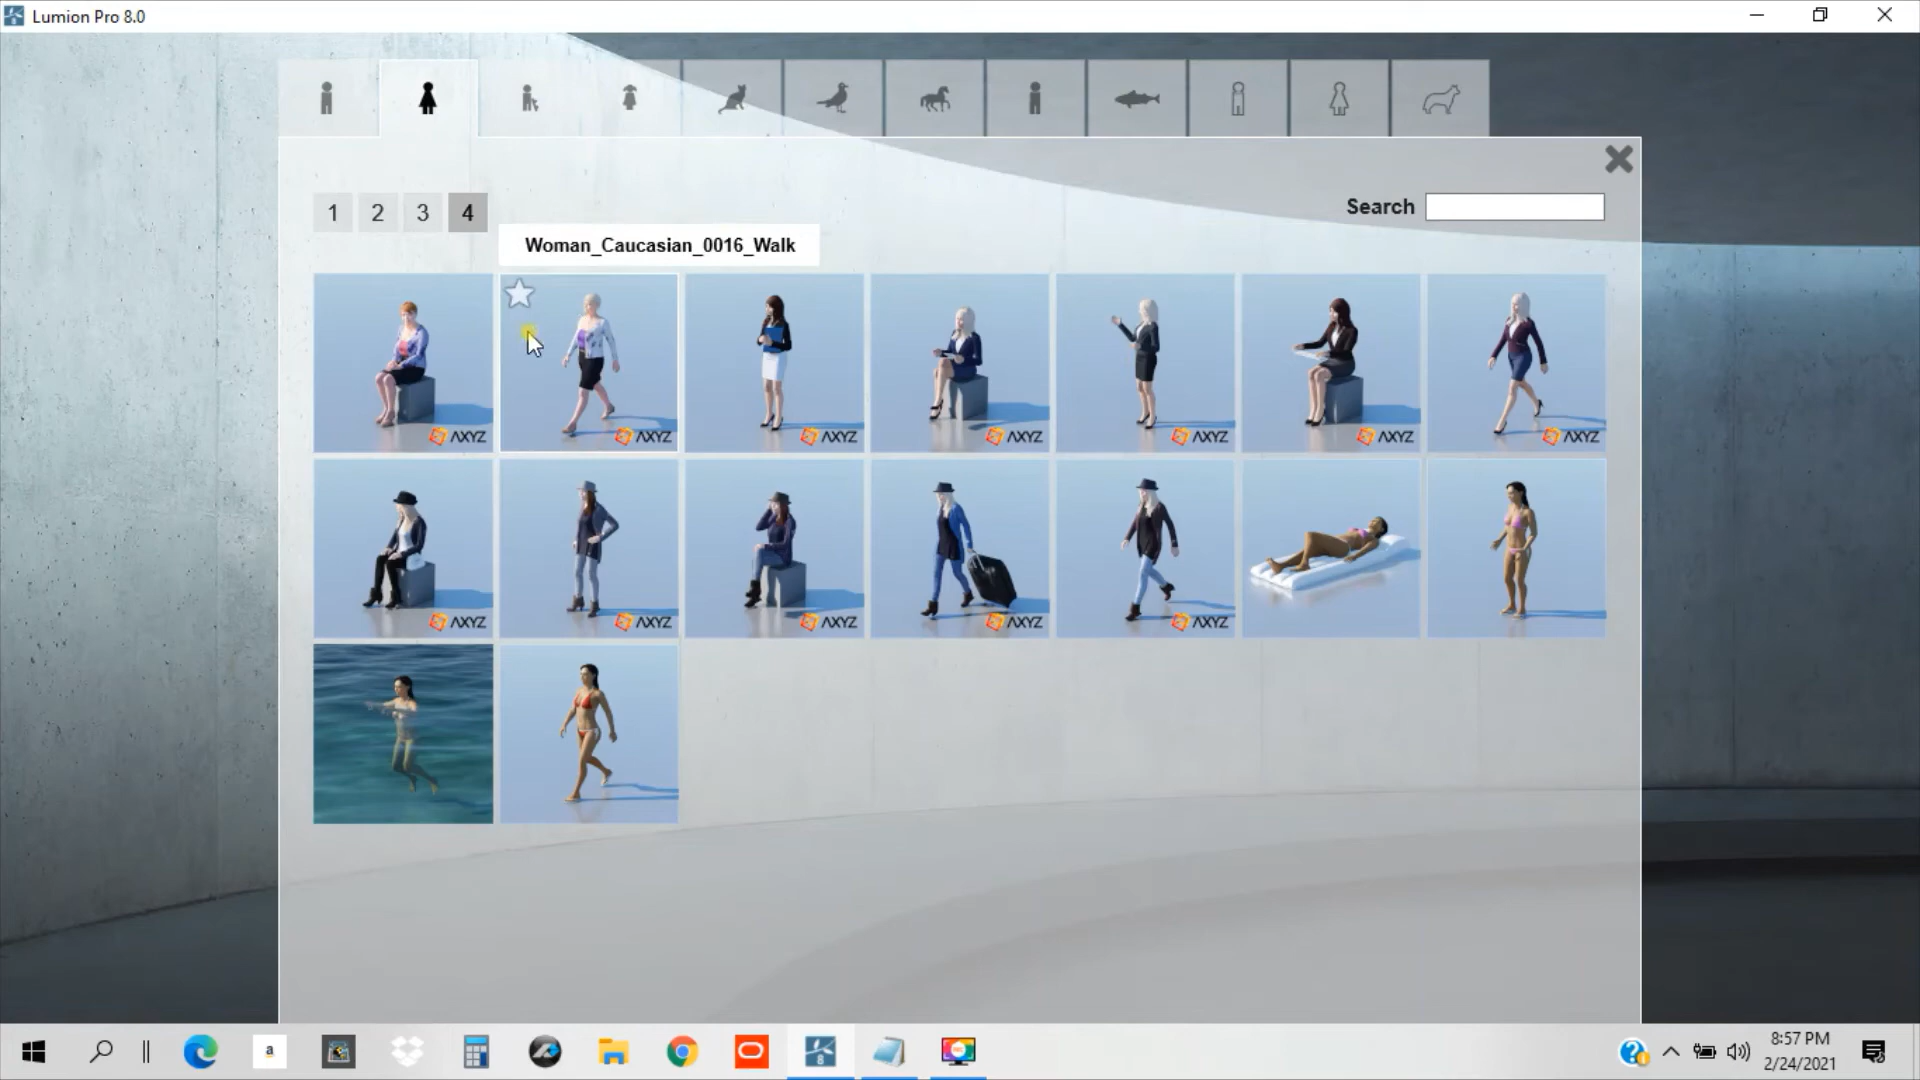 Lumion Pro 8.0
1 2 3 4
Search
Woman_Caucasian_0016_Walk
AXYZ AXYZ AXYZ AXYZ AXYZ AXYZ AXYZ
AXYZ AXYZ AXYZ AXYZ AXYZ
a
8
8:57 PM
2/24/2021